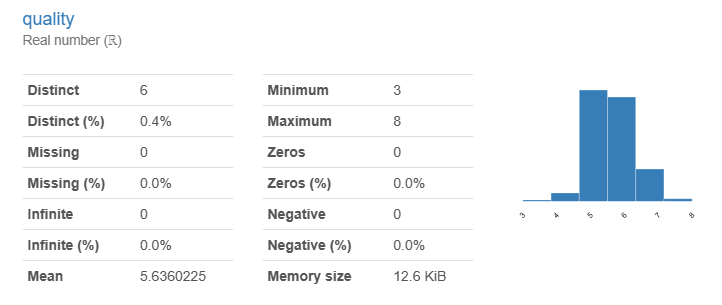 quality
Real number (ℝ)
Distinct 6
Distinct (%) 0.4%
Missing 0
Missing (%) 0.0%
Infinite 0
Infinite (%) 0.0%
Mean 5.6360225
Minimum 3
Maximum 8
Zeros 0
Zeros (%) 0.0%
Negative 0
Negative (%) 0.0%
Memory size 12.6 KiB
3 4 5 6 7 8